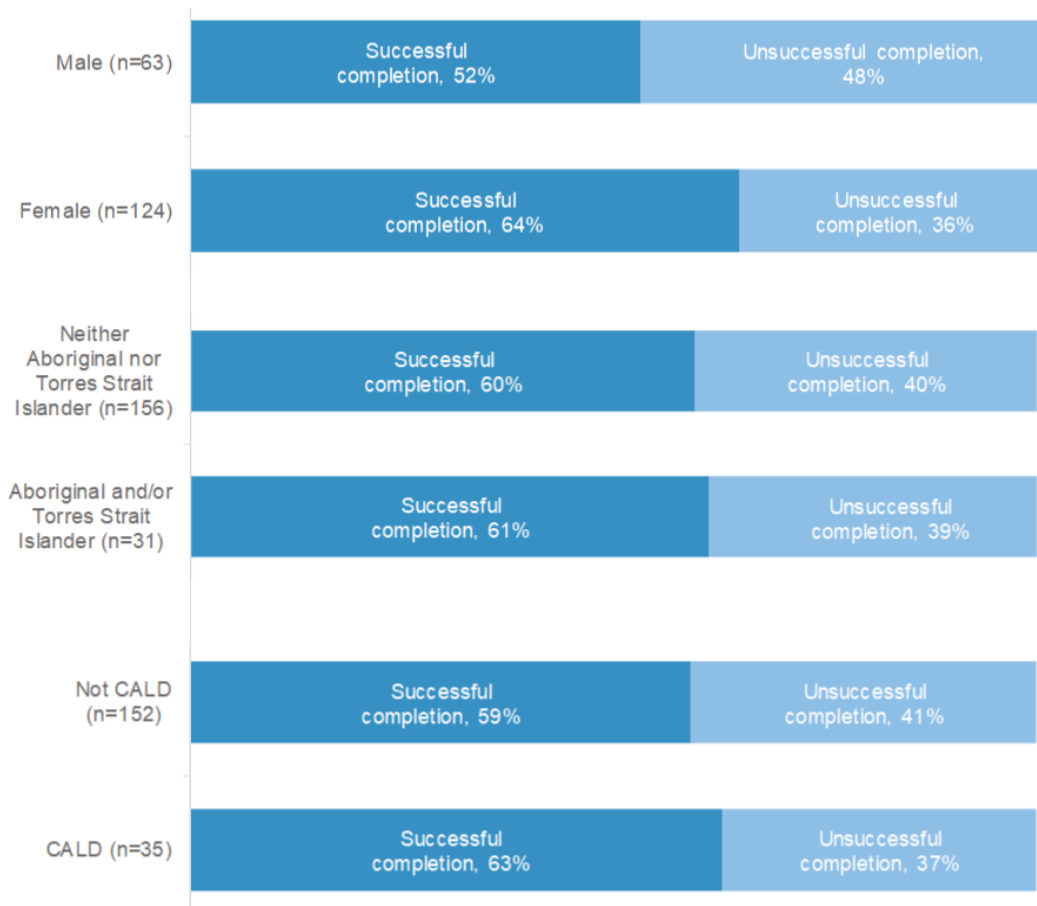 Male (n=63)
Successful
completion, 52%
Unsuccessful completion,
48%
Female (n=124)
Successful
completion, 64%
Unsuccessful
completion, 36%
Neither
Aboriginal nor
Torres Strait
Islander (n=156)
Successful
completion, 60%
Unsuccessful
completion, 40%
Aboriginal and/or
Torres Strait
Islander (n=31)
Successful
completion, 61%
Unsuccessful
completion, 39%
Not CALD
(n=152)
Successful
completion, 59%
Unsuccessful
completion, 41%
CALD (n=35)
Successful
completion, 63%
Unsuccessful
completion, 37%